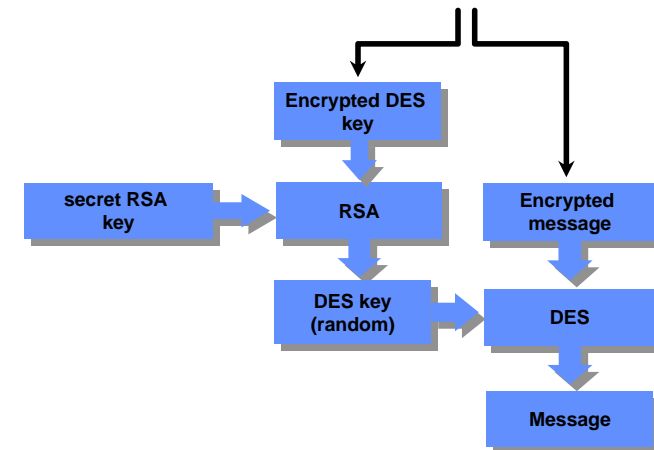 Encrypted DES
key
secret RSA
key
RSA
Encrypted
message
DES key
(random)
DES
Message